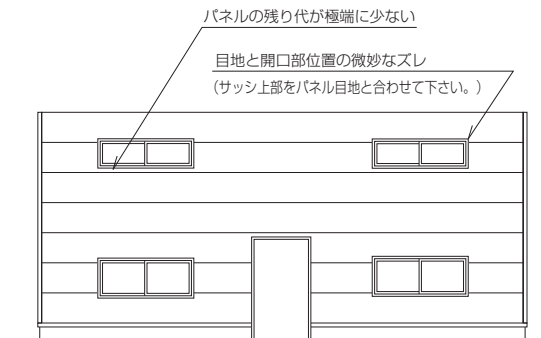 パネルの残り代が極端に少ない
目地と開口部位置の微妙なズレ
（サッシ上部をパネル目地と合わせて下さい。）